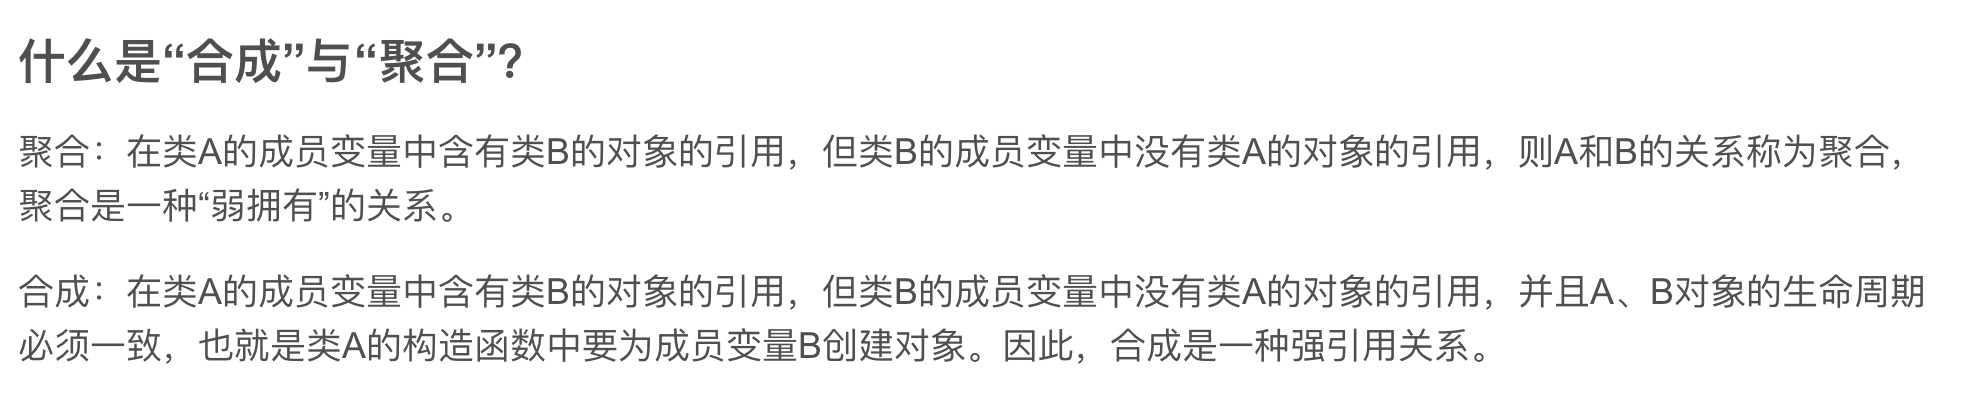 什么是“合成”与“聚合”？
聚合：在类A的成员变量中含有类B的对象的引用，但类B的成员变量中没有类A的对象的引用，则A和B的关系称为聚合，
聚合是一种“弱拥有”的关系。
合成：在类A的成员变量中含有类B的对象的引用，但类B的成员变量中没有类A的对象的引用，并且A、B对象的生命周期
必须一致，也就是类A的构造函数中要为成员变量B创建对象。因此，合成是一种强引用关系。